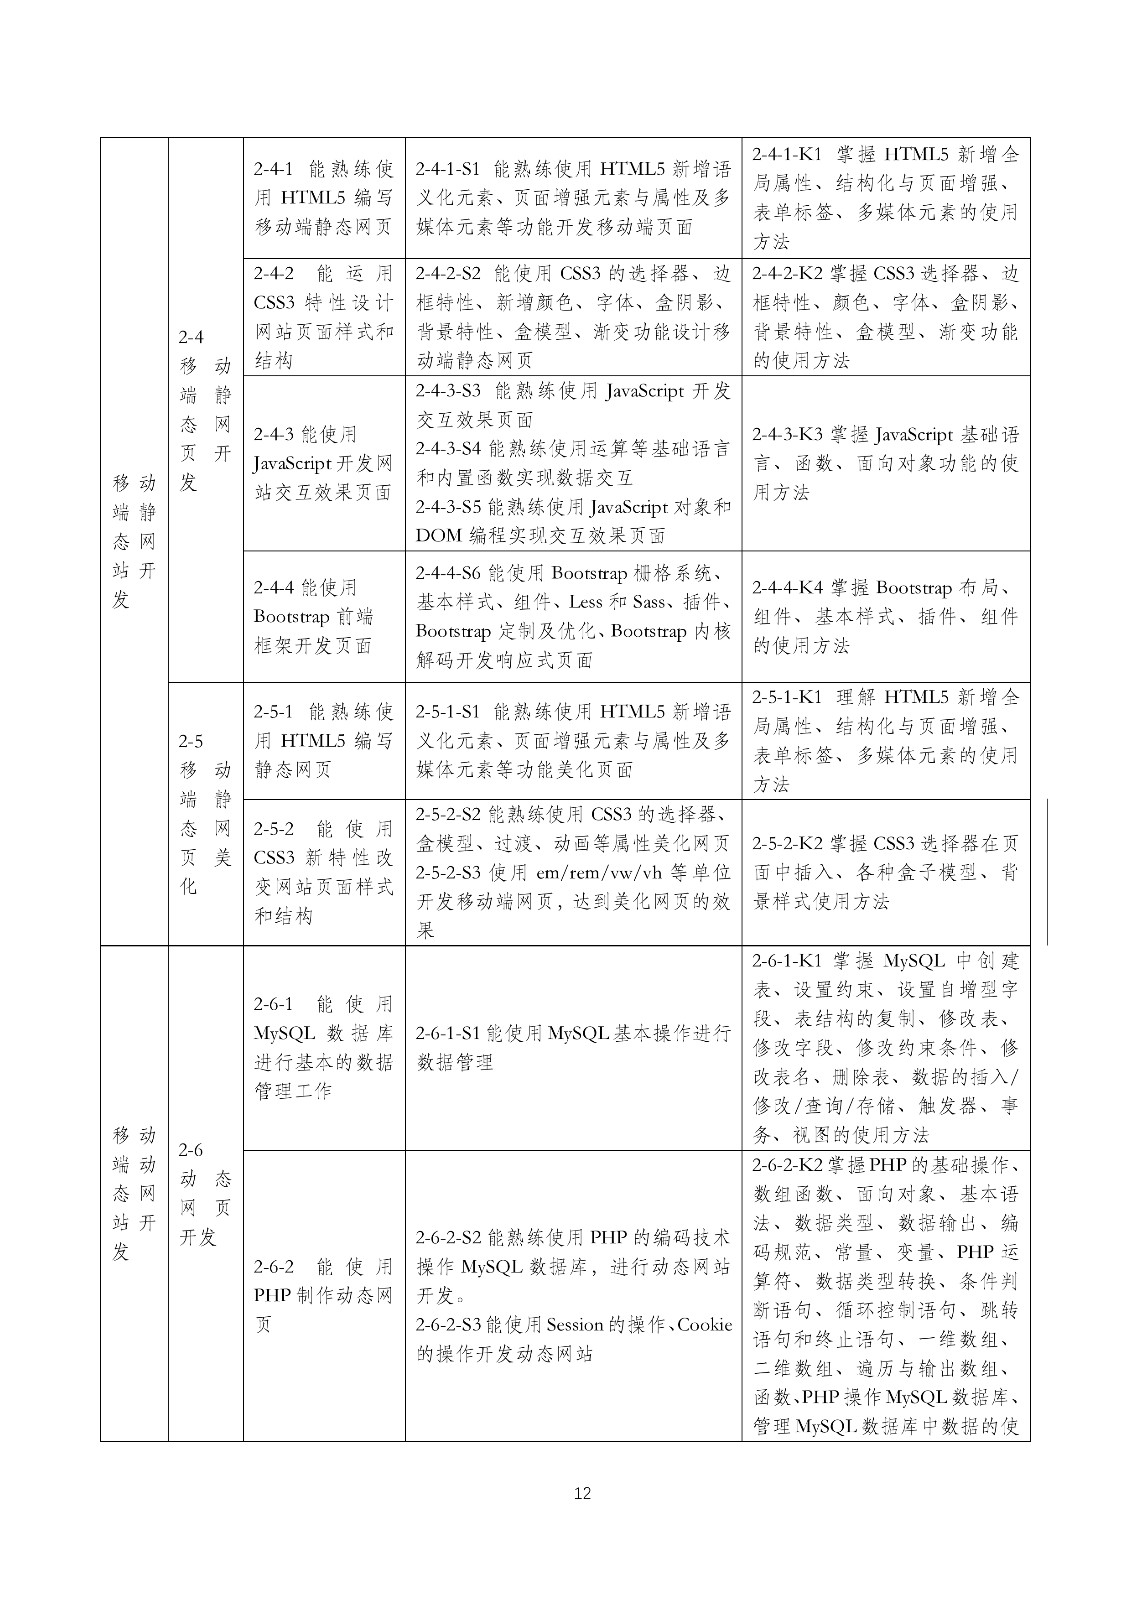 移动
端静
态网
站开
发
2-4
移动
端静
态网
页开
发
2-4-1 能熟练使
用 HTML5 编写
移动端静态网页
2-4-1-S1 能熟练使用 HTML5 新增语
义化元素、页面增强元素与属性及多
媒体元素等功能开发移动端页面
2-4-1-K1 掌握 HTML5 新增全
局属性、结构化与页面增强、
表单标签、多媒体元素的使用
方法
2-4-2 能运用
CSS3 特性设计
网站页面样式和
结构
2-4-2-S2 能使用 CSS3 的选择器、边
框特性、新增颜色、字体、盒阴影、
背景特性、盒模型、渐变功能设计移
动端静态网页
2-4-2-K2 掌握 CSS3 选择器、边
框特性、颜色、字体、盒阴影、
背景特性、盒模型、渐变功能
的使用方法
2-4-3 能使用
JavaScript 开发网
站交互效果页面
2-4-3-S3 能熟练使用 JavaScript 开发
交互效果页面
2-4-3-S4 能熟练使用运算等基础语言
和内置函数实现数据交互
2-4-3-S5 能熟练使用 JavaScript 对象和
DOM 编程实现交互效果页面
2-4-3-K3 掌握 JavaScript 基础语
言、函数、面向对象功能的使
用方法
2-4-4 能使用
Bootstrap 前端
框架开发页面
2-4-4-S6 能使用 Bootstrap 栅格系统、
基本样式、组件、Less 和 Sass、插件、
Bootstrap 定制及优化、Bootstrap 内核
解码开发响应式页面
2-4-4-K4 掌握 Bootstrap 布局、
组件、基本样式、插件、组件
的使用方法
2-5
移动
端静
态网
页美
化
2-5-1 能熟练使
用 HTML5 编写
静态网页
2-5-1-S1 能熟练使用 HTML5 新增语
义化元素、页面增强元素与属性及多
媒体元素等功能美化页面
2-5-1-K1 理解 HTML5 新增全
局属性、结构化与页面增强、
表单标签、多媒体元素的使用
方法
2-5-2 能使用
CSS3 新特性改
变网站页面样式
和结构
2-5-2-S2 能熟练使用 CSS3 的选择器、
盒模型、过渡、动画等属性美化网页
2-5-2-S3 使用 em/rem/vw/vh 等单位
开发移动端网页，达到美化网页的效
果
2-5-2-K2 掌握 CSS3 选择器在页
面中插入、各种盒子模型、背
景样式使用方法
移动
端动
态网
站开
发
2-6
动态
网页
开发
2-6-1 能使用
MySQL 数据库
进行基本的数据
管理工作
2-6-1-S1 能使用 MySQL 基本操作进行
数据管理
2-6-1-K1 掌握 MySQL 中创建
表、设置约束、设置自增型字
段、表结构的复制、修改表、
修改字段、修改约束条件、修
改表名、删除表、数据的插入/
修改/查询/存储、触发器、事
务、视图的使用方法
2-6-2 能使用
PHP 制作动态网
页
2-6-2-S2 能熟练使用 PHP 的编码技术
操作 MySQL 数据库，进行动态网站
开发。
2-6-2-S3 能使用 Session 的操作、Cookie
的操作开发动态网站
2-6-2-K2 掌握 PHP 的基础操作、
数组函数、面向对象、基本语
法、数据类型、数据输出、编
码规范、常量、变量、PHP 运
算符、数据类型转换、条件判
断语句、循环控制语句、跳转
语句和终止语句、一维数组、
二维数组、遍历与输出数组、
函数、PHP 操作 MySQL 数据库、
管理 MySQL 数据库中数据的使
12